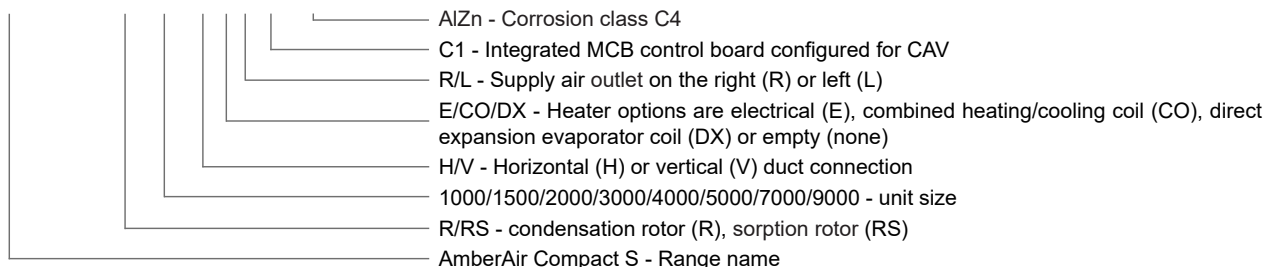 AlZn - Corrosion class C4
C1 - Integrated MCB control board configured for CAV
R/L - Supply air outlet on the right (R) or left (L)
E/CO/DX - Heater options are electrical (E), combined heating/cooling coil (CO), direct
expansion evaporator coil (DX) or empty (none)
H/V - Horizontal (H) or vertical (V) duct connection
1000/1500/2000/3000/4000/5000/7000/9000 - unit size
R/RS - condensation rotor (R), sorption rotor (RS)
AmberAir Compact S - Range name